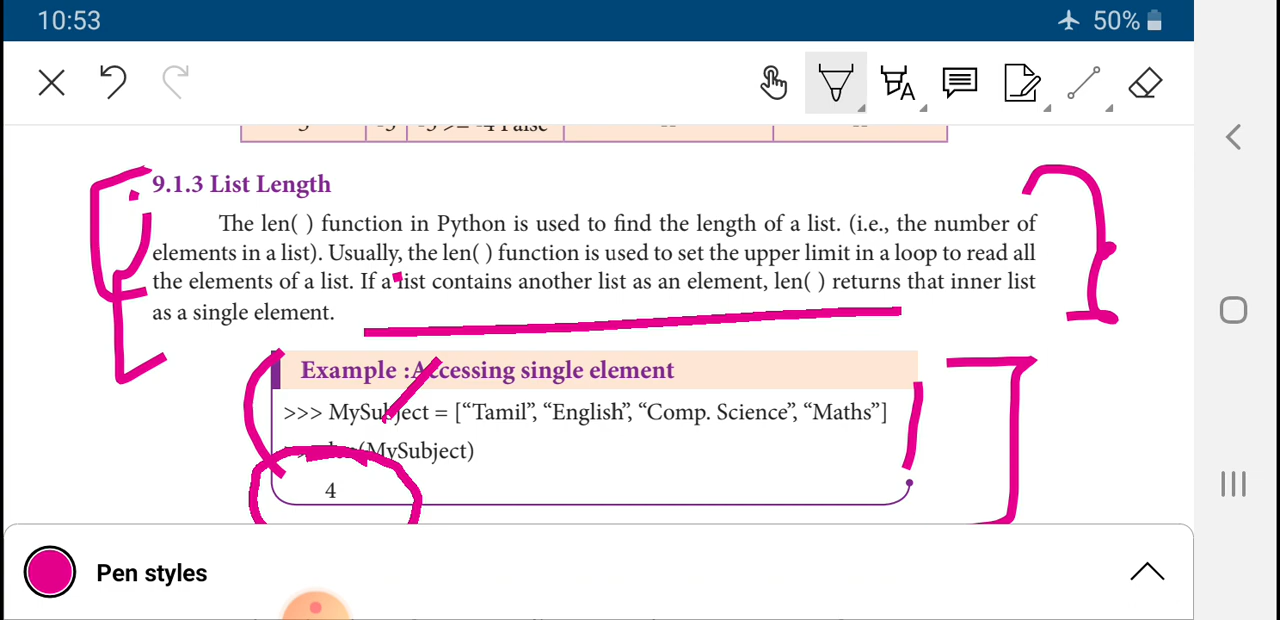 10:53
50%
-3 >= -4 False
9.1.3 List Length
The len( ) function in Python is used to find the length of a list. (i.e., the number of
elements in a list). Usually, the len( ) function is used to set the upper limit in a loop to read all
the elements of a list. If a list contains another list as an element, len( ) returns that inner list
as a single element.
Example :Accessing single element
>>> MySubject = [“Tamil”, “English”, “Comp. Science”, “Maths”]
len(MySubject)
4
Pen styles